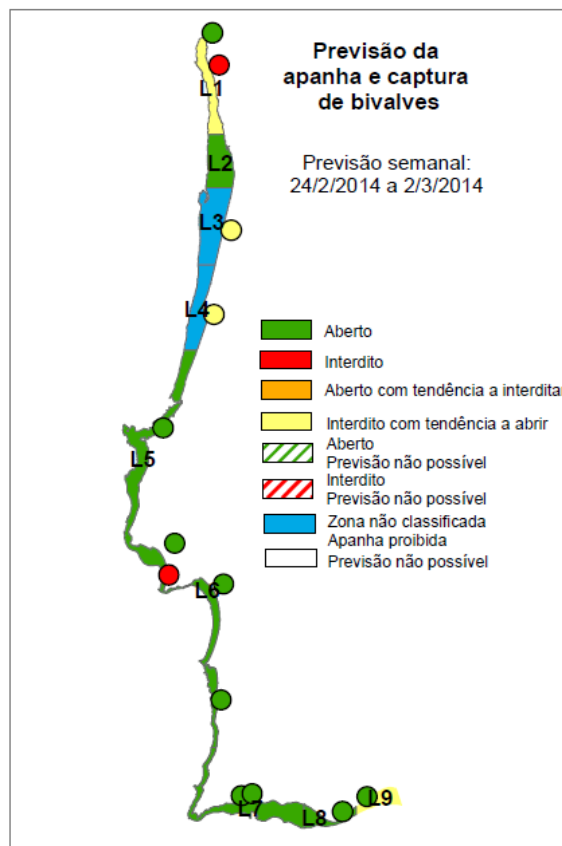 Previsão da
apanha e captura
de bivalves
Previsão semanal:
24/2/2014 a 2/3/2014
L1
L2
L3
L4
L5
L6
L7
L8
L9
Aberto
Interdito
Aberto com tendência a interditar
Interdito com tendência a abrir
Aberto
Previsão não possível
Interdito
Previsão não possível
Zona não classificada
Apanha proibida
Previsão não possível